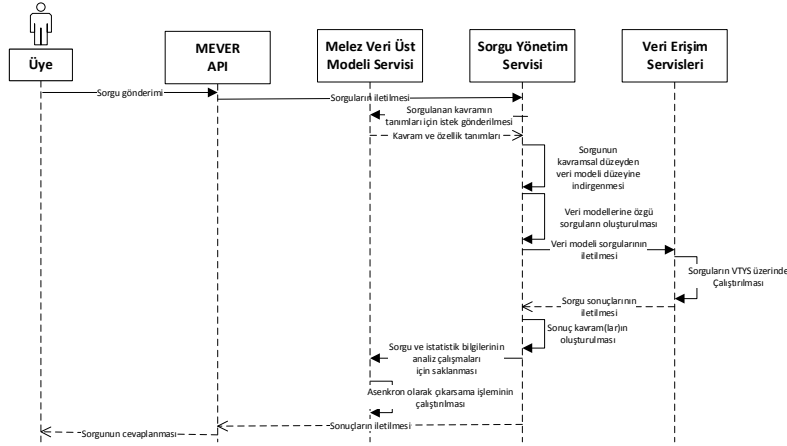 Üye
MEVER
API
Melez Veri Üst
Modeli Servisi
Sorgu Yönetim
Servisi
Veri Erişim
Servisleri
Sorgu gönderimi
Sorguların iletilmesi
Sorgulanan kavramın
tanımları için istek gönderilmesi
Kavram ve özellik tanımları
Sorgunun
kavramsal düzeyden
veri modeli düzeyine
indirgenmesi
Veri modellerine özgü
sorguların oluşturulması
Veri modeli sorgularının
iletilmesi
Sorguların VTYS üzerinde
Çalıştırılması
Sorgu sonuçlarının
iletilmesi
Sonuç kavram(lar)ın
oluşturulması
Sorgu ve istatistik bilgilerinin
analiz çalışmaları
için saklanması
Asenkron olarak çıkarsama işleminin
çalıştırılması
Sonuçların iletilmesi
Sorgunun cevaplanması